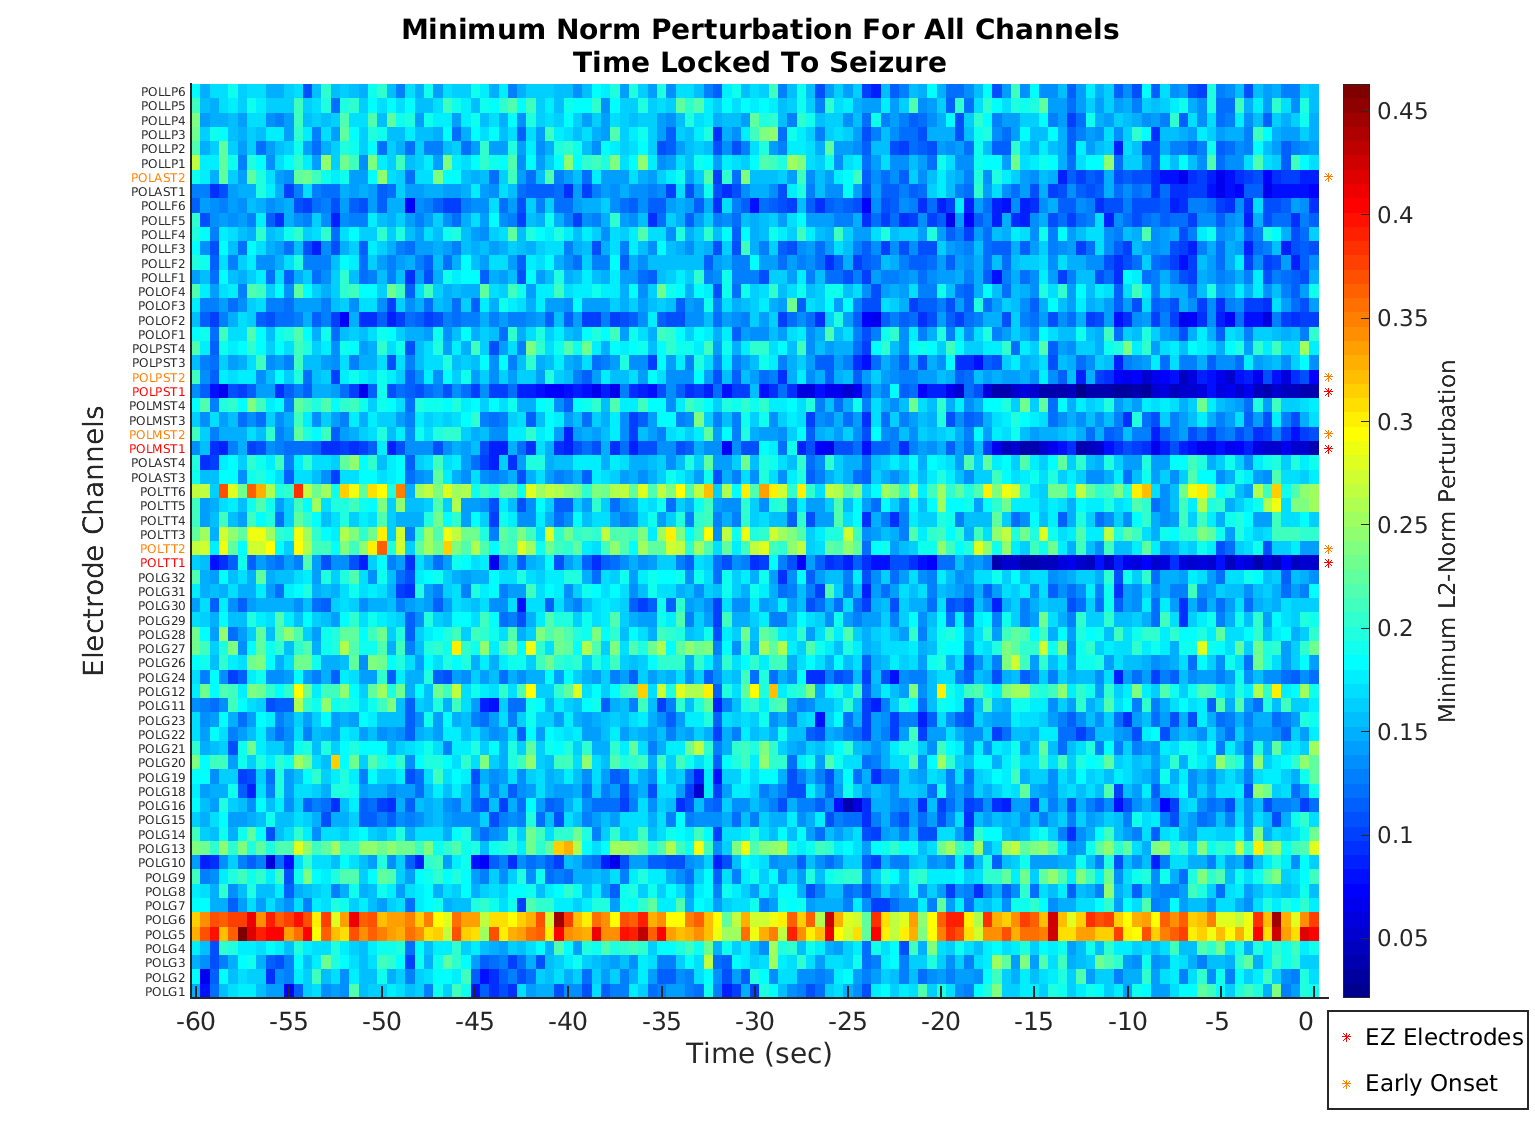 Minimum Norm Perturbation For All Channels
Time Locked To Seizure
Electrode Channels
POLLP6
POLLP5
POLLP4
POLLP3
POLLP2
POLLP1
POLAST2
POLAST1
POLLF6
POLLF5
POLLF4
POLLF3
POLLF2
POLLF1
POLOF4
POLOF3
POLOF2
POLOF1
POLPST4
POLPST3
POLPST2
POLPST1
POLMST4
POLMST3
POLMST2
POLMST1
POLAST4
POLAST3
POLTT6
POLTT5
POLTT4
POLTT3
POLTT2
POLTT1
POLG32
POLG31
POLG30
POLG29
POLG28
POLG27
POLG26
POLG24
POLG12
POLG11
POLG23
POLG22
POLG21
POLG20
POLG19
POLG18
POLG16
POLG15
POLG14
POLG13
POLG10
POLG9
POLG8
POLG7
POLG6
POLG5
POLG4
POLG3
POLG2
POLG1
-60 -55 -50 -45 -40 -35 -30 -25 -20 -15 -10 -5 0
Time (sec)
0.45
0.4
0.35
0.3
0.25
0.2
0.15
0.1
0.05
Minimum L2-Norm Perturbation
EZ Electrodes
Early Onset